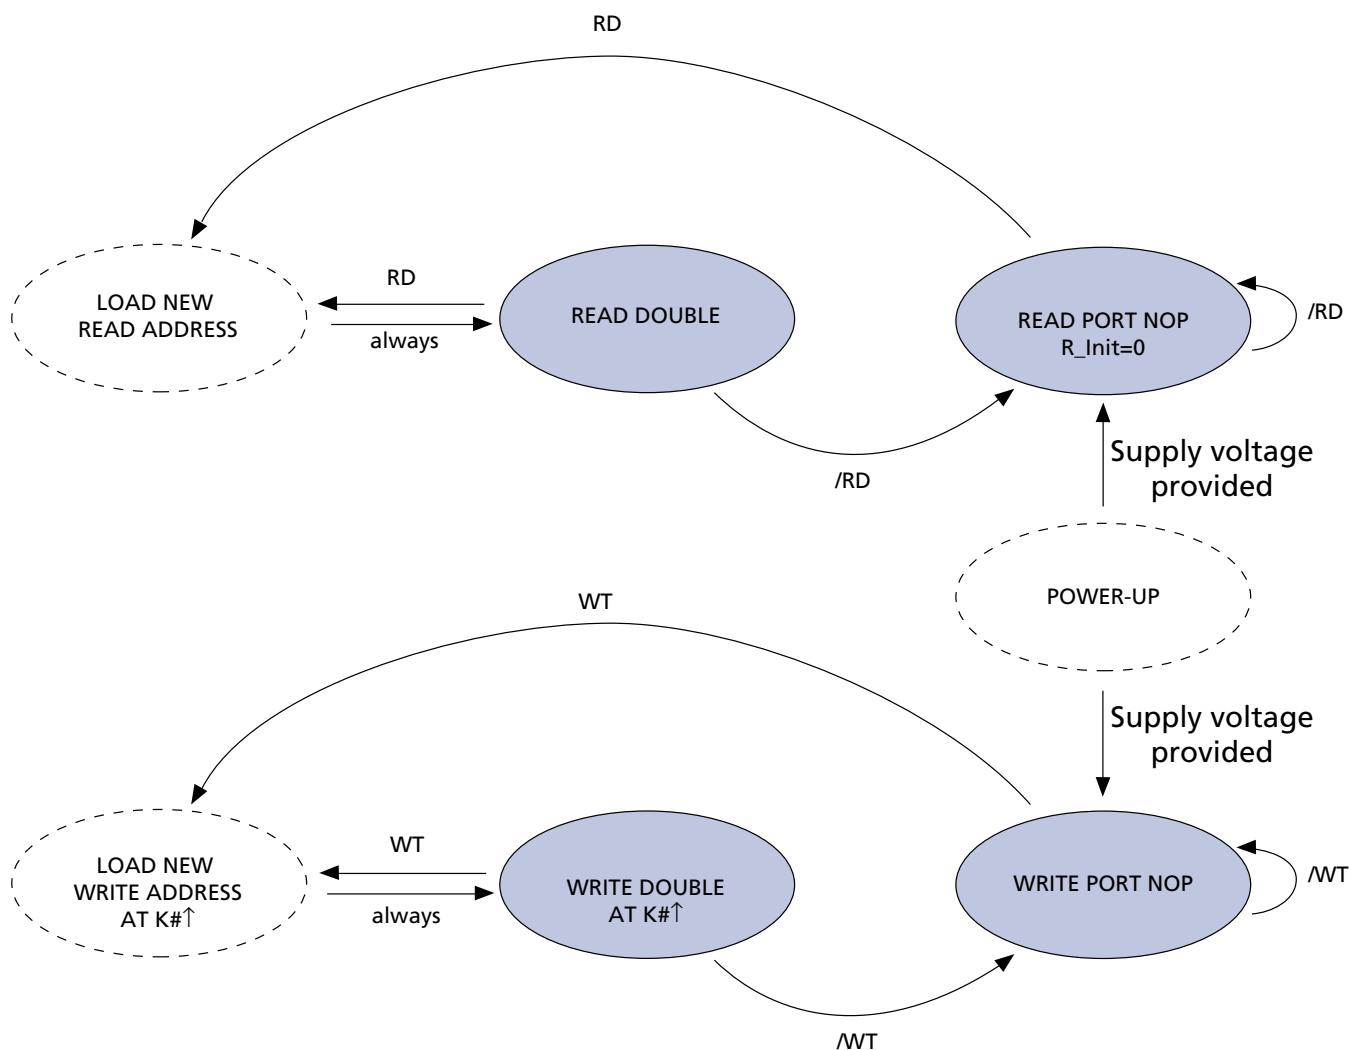 RD
LOAD NEW
READ ADDRESS
RD
always
READ DOUBLE
READ PORT NOP
R_Init=0
/RD
/RD
Supply voltage
provided
POWER-UP
WT
Supply voltage
provided
LOAD NEW
WRITE ADDRESS
AT K#↑
WT
always
WRITE DOUBLE
AT K#↑
WRITE PORT NOP
/WT
/WT